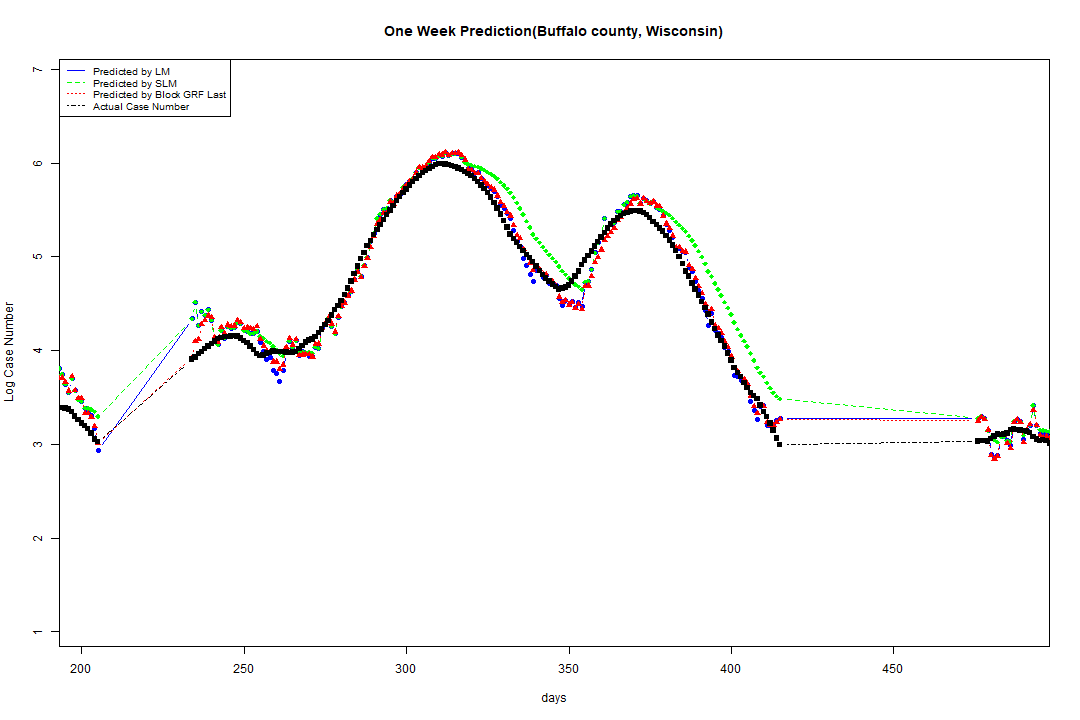 One Week Prediction(Buffalo county, Wisconsin)
Predicted by LM
Predicted by SLM
Predicted by Block GRF Last
Actual Case Number
Log Case Number
7
6
5
4
3
2
1
200 250 300 350 400 450
days